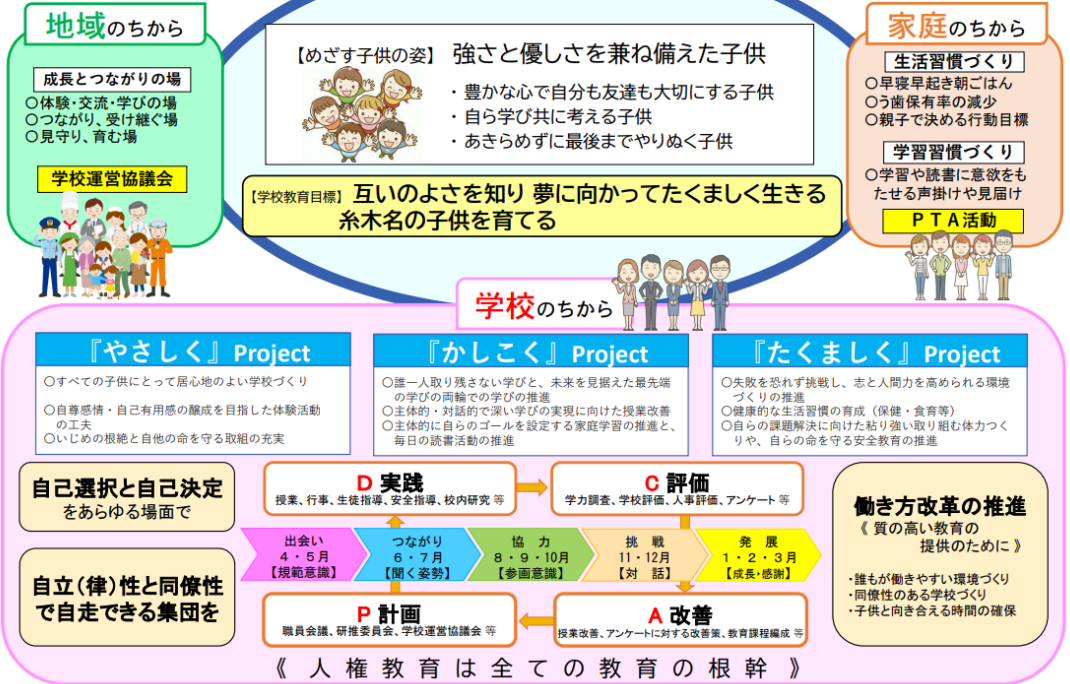 地域のちから
成長とつながりの場
○体験・交流・学びの場
○つながり、受け継ぐ場
○見守り、育む場
学校運営協議会
【めざす子供の姿】 強さと優しさを兼ね備えた子供
・豊かな心で自分も友達も大切にする子供
・自ら学び共に考える子供
・あきらめずに最後までやりぬく子供
【学校教育目標】 互いのよさを知り 夢に向かってたくましく生きる
糸木名の子供を育てる
家庭のちから
生活習慣づくり
○早寝早起き朝ごはん
○う歯保有率の減少
○親子で決める行動目標
学習習慣づくり
○学習や読書に意欲をも
たせる声掛けや見届け
ＰＴＡ活動
学校のちから
『やさしく』Project
○すべての子供にとって居心地のよい学校づくり
○自尊感情・自己有用感の醸成を目指した体験活動
の工夫
○いじめの根絶と自他の命を守る取組の充実
『かしこく』Project
○誰一人取り残さない学びと、未来を見据えた最先端
の学びの両輪での学びの推進
○主体的・対話的で深い学びの実現に向けた授業改善
○主体的に自らのゴールを設定する家庭学習の推進と、
毎日の読書活動の推進
『たくましく』Project
○失敗を恐れず挑戦し、志と人間力を高められる環境
づくりの推進
○健康的な生活習慣の育成（保健・食育等）
○自らの課題解決に向けた粘り強い取り組む体力つく
りや、自らの命を守る安全教育の推進
自己選択と自己決定
をあらゆる場面で
自立（律）性と同僚性
で自走できる集団を
D 実践
授業、行事、生徒指導、安全指導、校内研究 等
C 評価
学力調査、学校評価、人事評価、アンケート 等
出会い
４・５月
【規範意識】
つながり
６・７月
【聞く姿勢】
協 力
８・９・10月
【参画意識】
挑 戦
11・12月
【対 話】
発 展
１・２・３月
【成長・感謝】
P 計画
職員会議、研推委員会、学校運営協議会 等
A 改善
授業改善、アンケートに対する改善策、教育課程編成 等
働き方改革の推進
《 質の高い教育の
提供のために 》
・誰もが働きやすい環境づくり
・同僚性のある学校づくり
・子供と向き合える時間の確保
《 人権教育は全ての教育の根幹 》